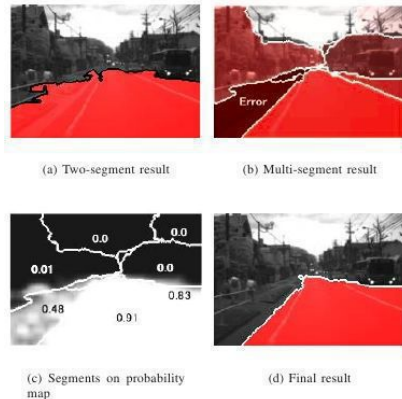 Error
(a) Two-segment result
(b) Multi-segment result
0.0
0.0
0.01
0.0
0.48
0.83
0.91
(c) Segments on probability
map
(d) Final result